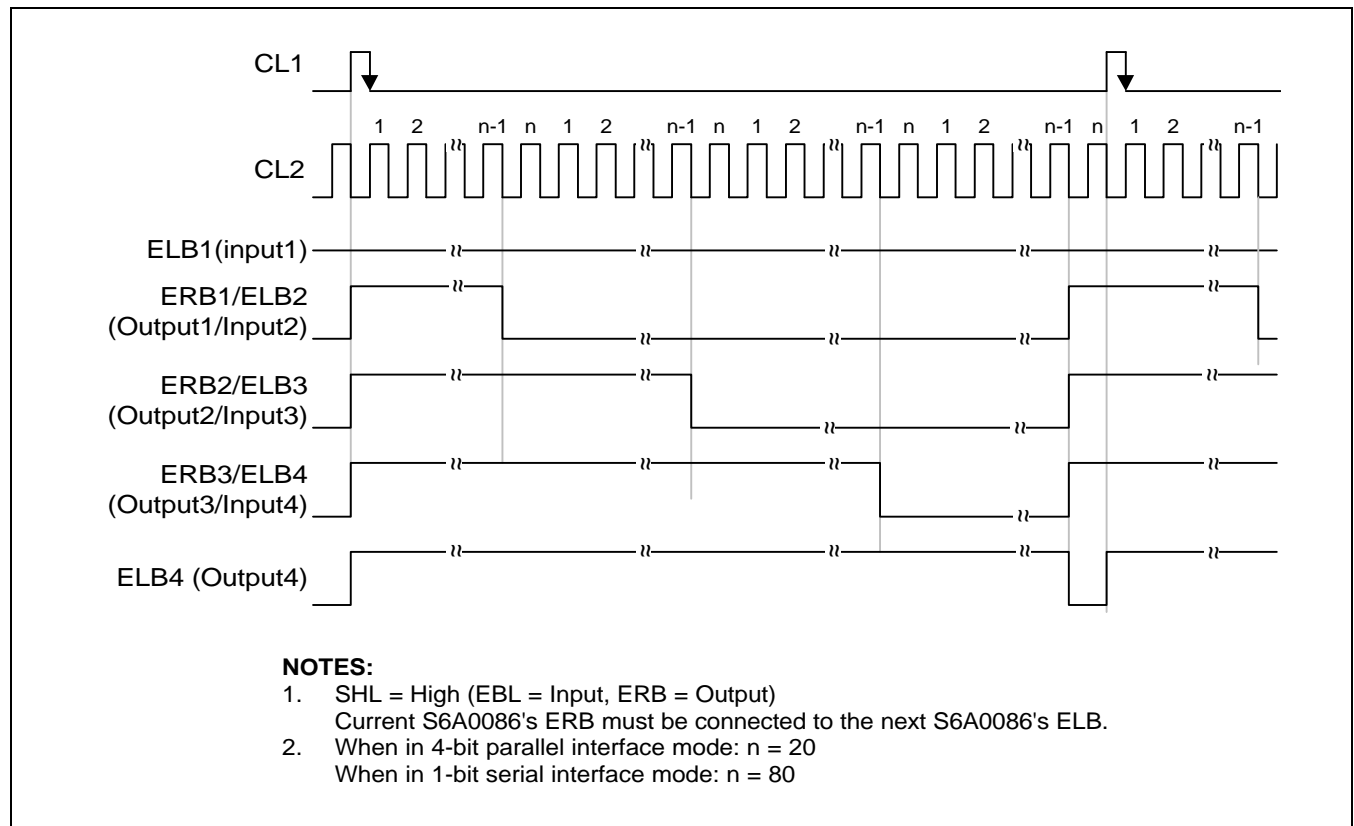 CL1
1 2 n-1 n 1 2 n-1 n 1 2 n-1 n 1 2 n-1 n 1 2 n-1
CL2
ELB1(input1)
ERB1/ELB2
(Output1/Input2)
ERB2/ELB3
(Output2/Input3)
ERB3/ELB4
(Output3/Input4)
ELB4 (Output4)
NOTES:
1. SHL = High (EBL = Input, ERB = Output)
Current S6A0086's ERB must be connected to the next S6A0086's ELB.
2. When in 4-bit parallel interface mode: n = 20
When in 1-bit serial interface mode: n = 80